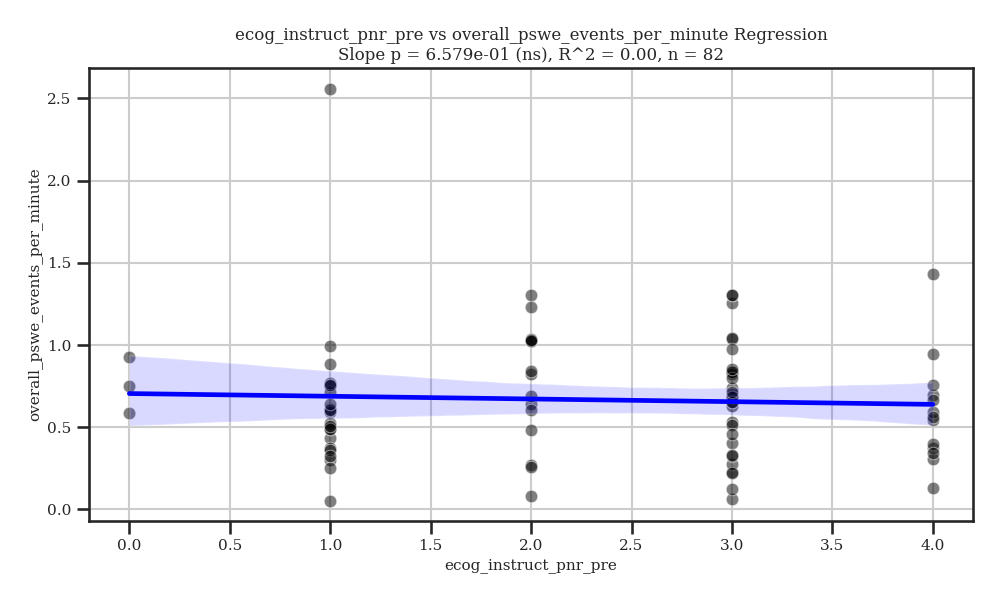 ecog_instruct_pnr_pre vs overall_pswe_events_per_minute Regression
Slope p = 6.579e-01 (ns), R^2 = 0.00, n = 82
overall_pswe_events_per_minute
2.5
2.0
1.5
1.0
0.5
0.0
0.0 0.5 1.0 1.5 2.0 2.5 3.0 3.5 4.0
ecog_instruct_pnr_pre